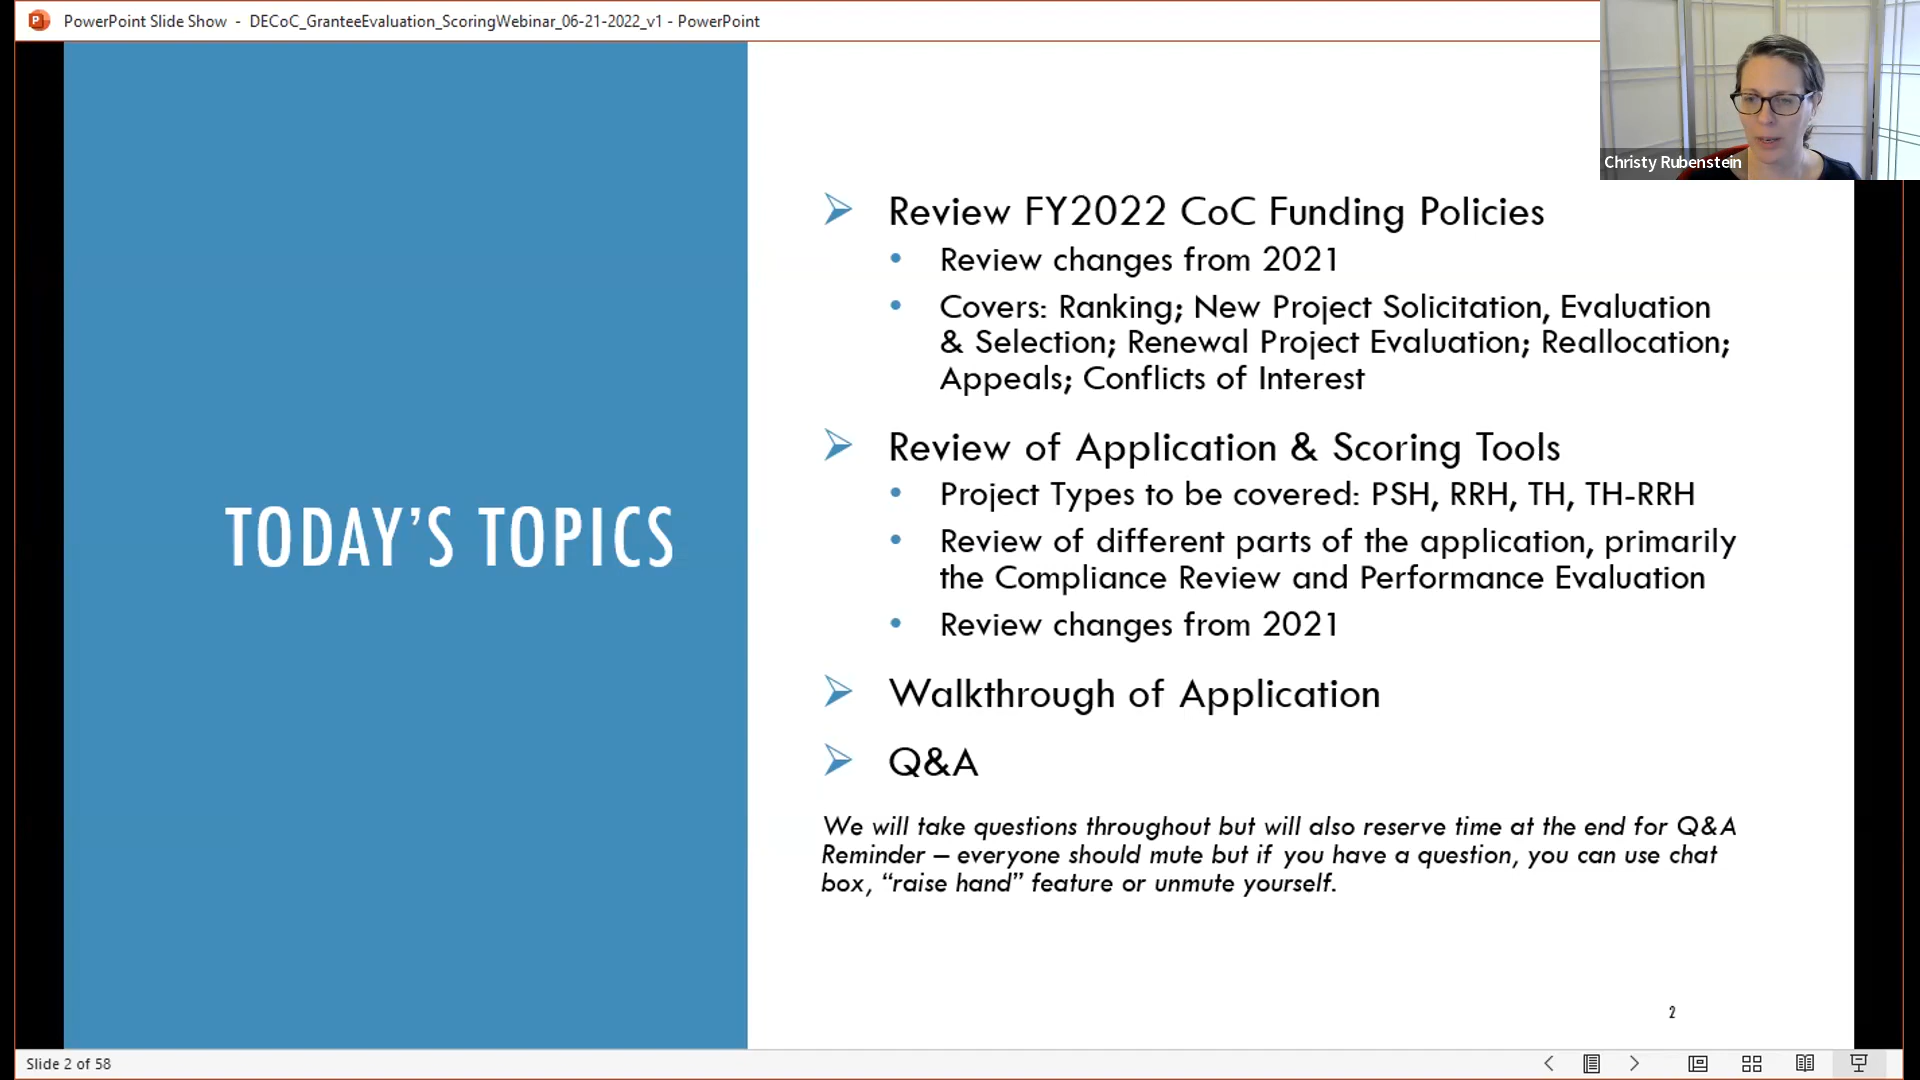 PowerPoint Slide Show - DECoC_GranteeEvaluation_ScoringWebinar_06-21-2022_v1 - PowerPoint
Christy Rubenstein
TODAY’S TOPICS
Review FY2022 CoC Funding Policies
Review changes from 2021
Covers: Ranking; New Project Solicitation, Evaluation
& Selection; Renewal Project Evaluation; Reallocation;
Appeals; Conflicts of Interest
Review of Application & Scoring Tools
Project Types to be covered: PSH, RRH, TH, TH-RRH
Review of different parts of the application, primarily
the Compliance Review and Performance Evaluation
Review changes from 2021
Walkthrough of Application
Q&A
We will take questions throughout but will also reserve time at the end for Q&A
Reminder – everyone should mute but if you have a question, you can use chat
box, “raise hand” feature or unmute yourself.
2
Slide 2 of 58